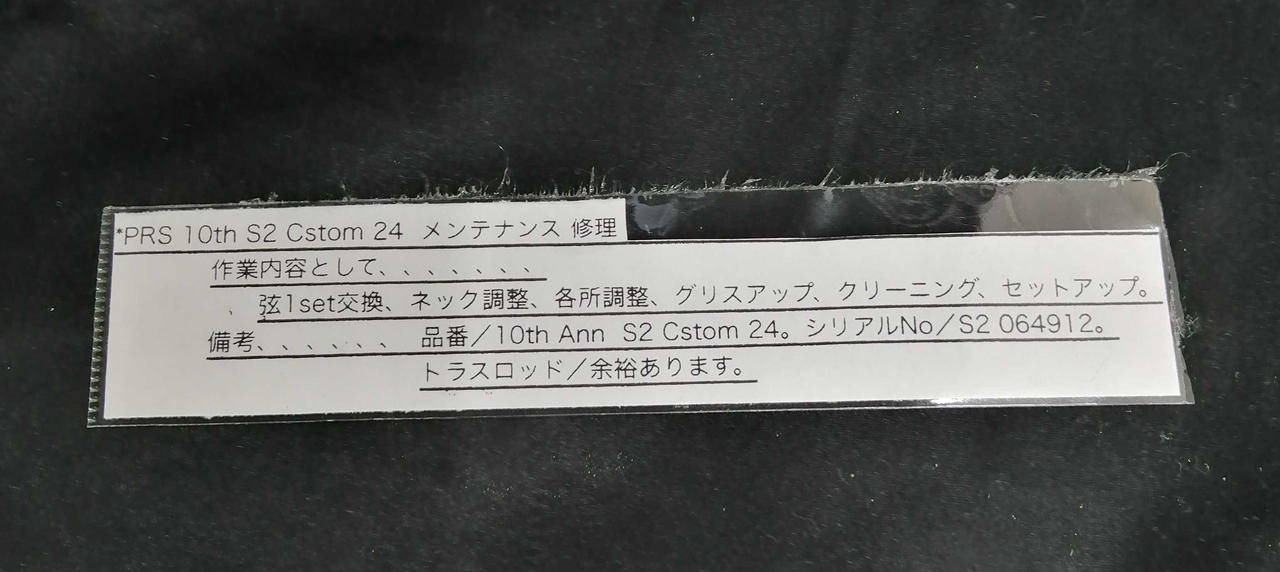 *PRS 10th S2 Cstom 24 メンテナンス 修理
作業内容として、、、、、、、
、 弦1set交換、ネック調整、各所調整、グリスアップ、クリーニング、セットアップ。
備考、、、、、、 品番／10th Ann S2 Cstom 24。シリアルNo／S2 064912。
トラスロッド／余裕あります。